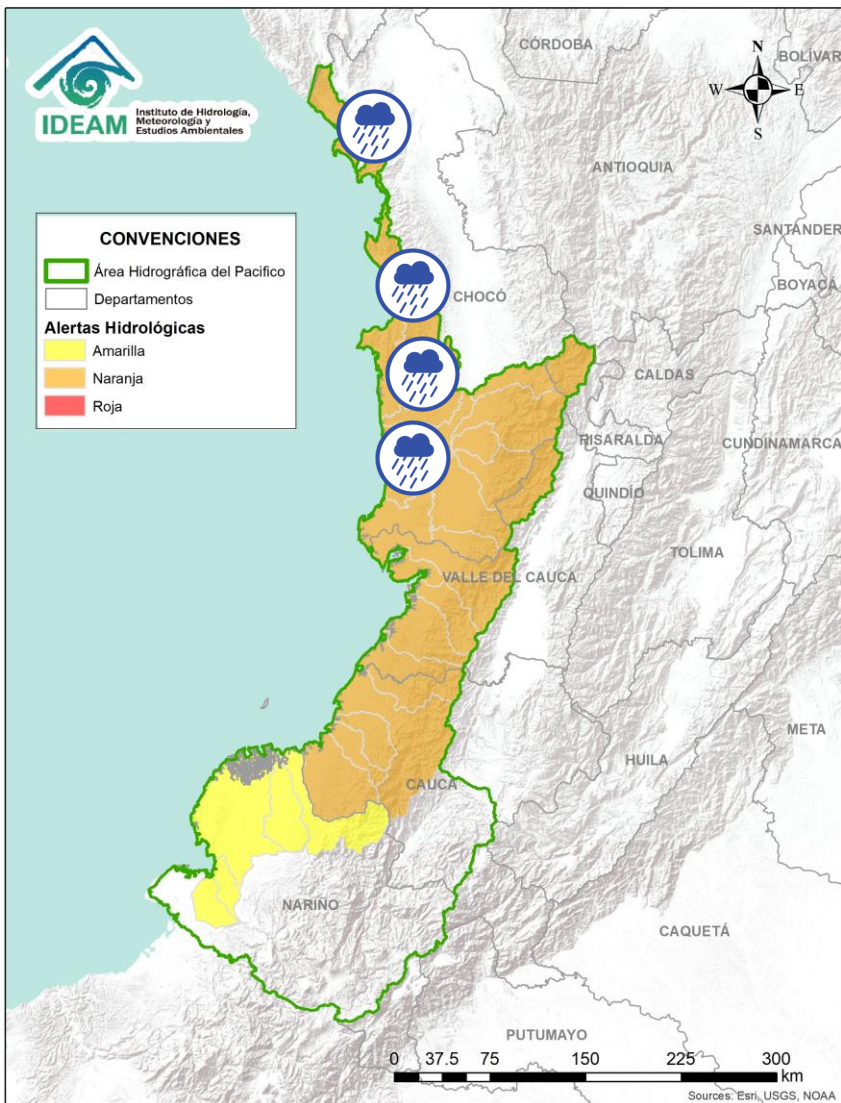 IDEAM
Instituto de Hidrología,
Meteorología y
Estudios Ambientales
CÓRDOBA
BOLÍVAR
N
W
E
S
ANTIOQUIA
SANTANDER
BOYACÁ
CONVENCIONES
Área Hidrográfica del Pacifico
Departamentos
Alertas Hidrológicas
Amarilla
Naranja
Roja
CHOCÓ
CALDAS
RISARALDA
CUNDINAMARCA
QUINDÍO
TOLIMA
VALLE DEL CAUCA
META
HUILA
CAUCA
NARIÑO
CAQUETÁ
PUTUMAYO
0 37.5 75 150 225 300
km
Sources: Esri, USGS, NOAA